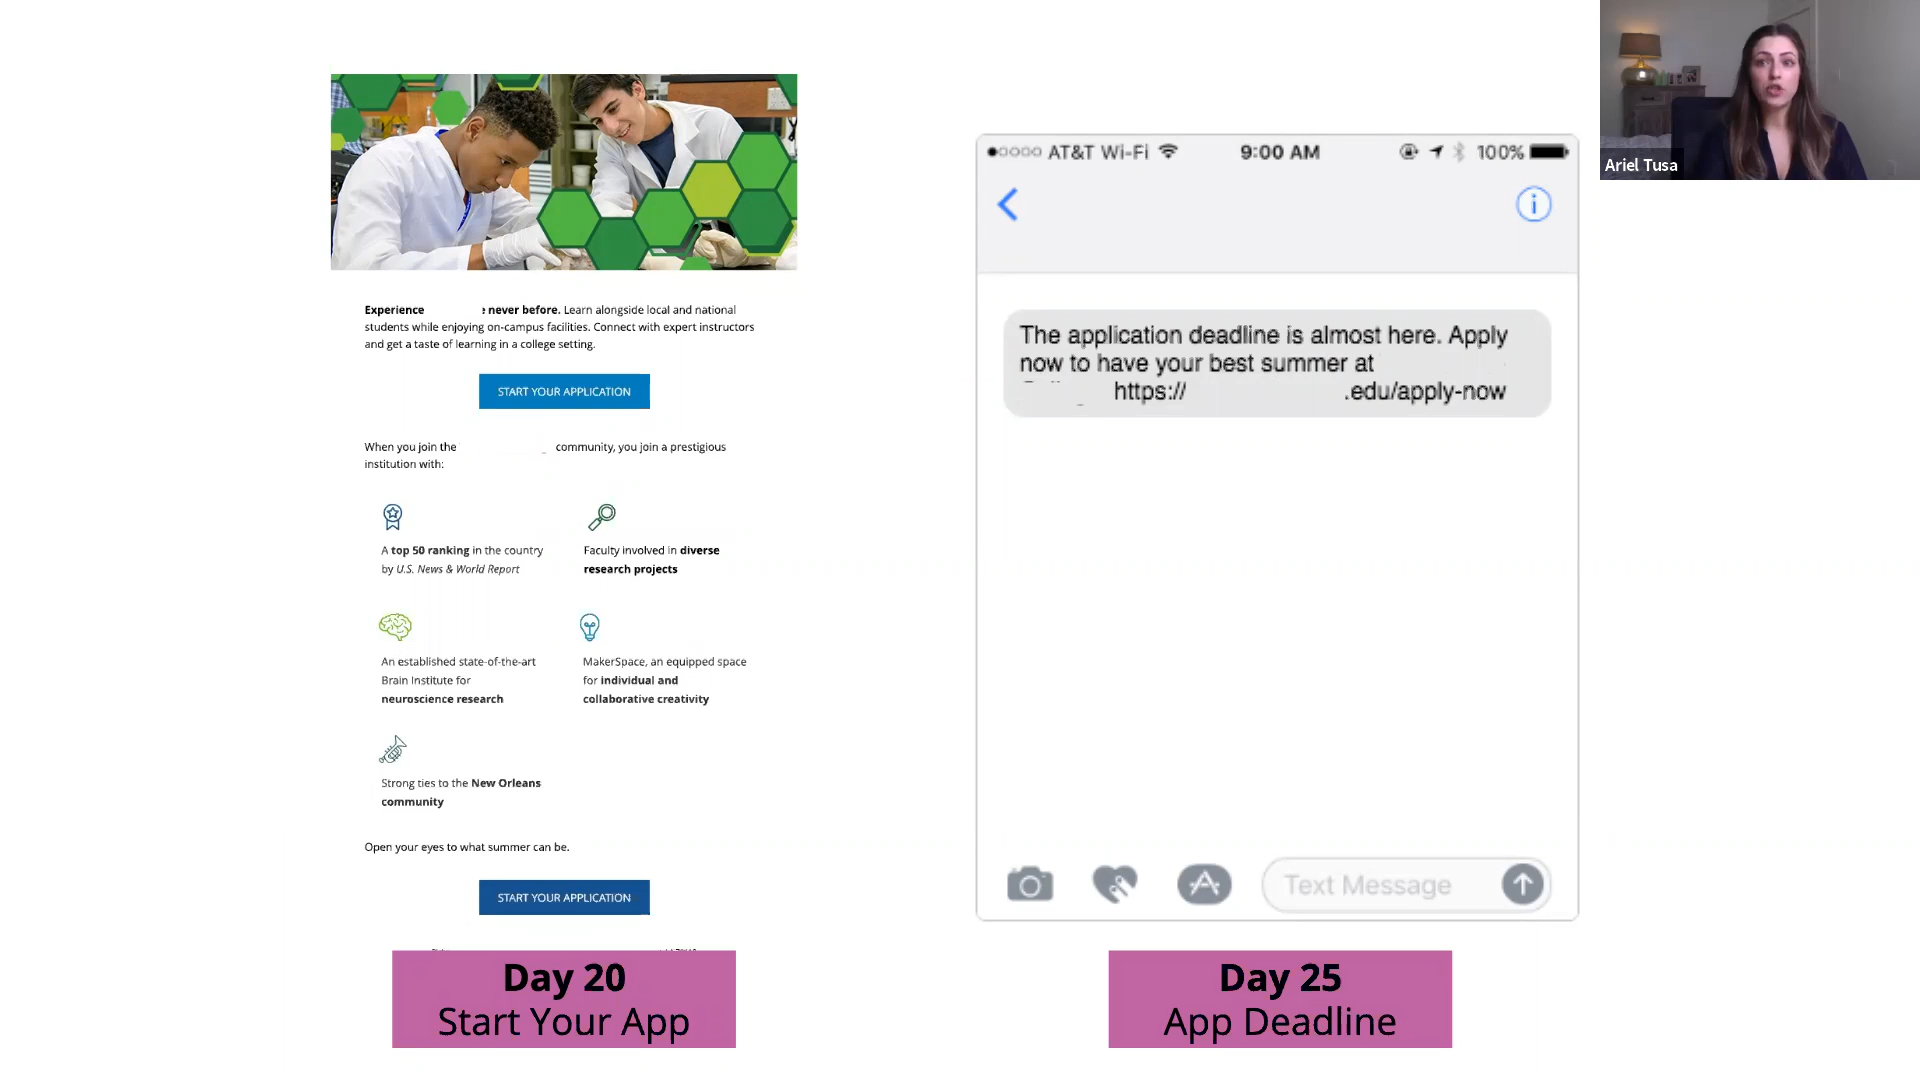 Experience never before. Learn alongside local and national
students while enjoying on-campus facilities. Connect with expert instructors
and get a taste of learning in a college setting.
START YOUR APPLICATION
When you join the community, you join a prestigious
institution with:
A top 50 ranking in the country
by U.S. News & World Report
Faculty involved in diverse
research projects
An established state-of-the-art
Brain Institute for
neuroscience research
MakerSpace, an equipped space
for individual and
collaborative creativity
Strong ties to the New Orleans
community
Open your eyes to what summer can be.
START YOUR APPLICATION
Day 20
Start Your App
AT&T Wi-Fi 9:00 AM 100%
The application deadline is almost here. Apply
now to have your best summer at
https:// .edu/apply-now
Text Message
Day 25
App Deadline
Ariel Tusa